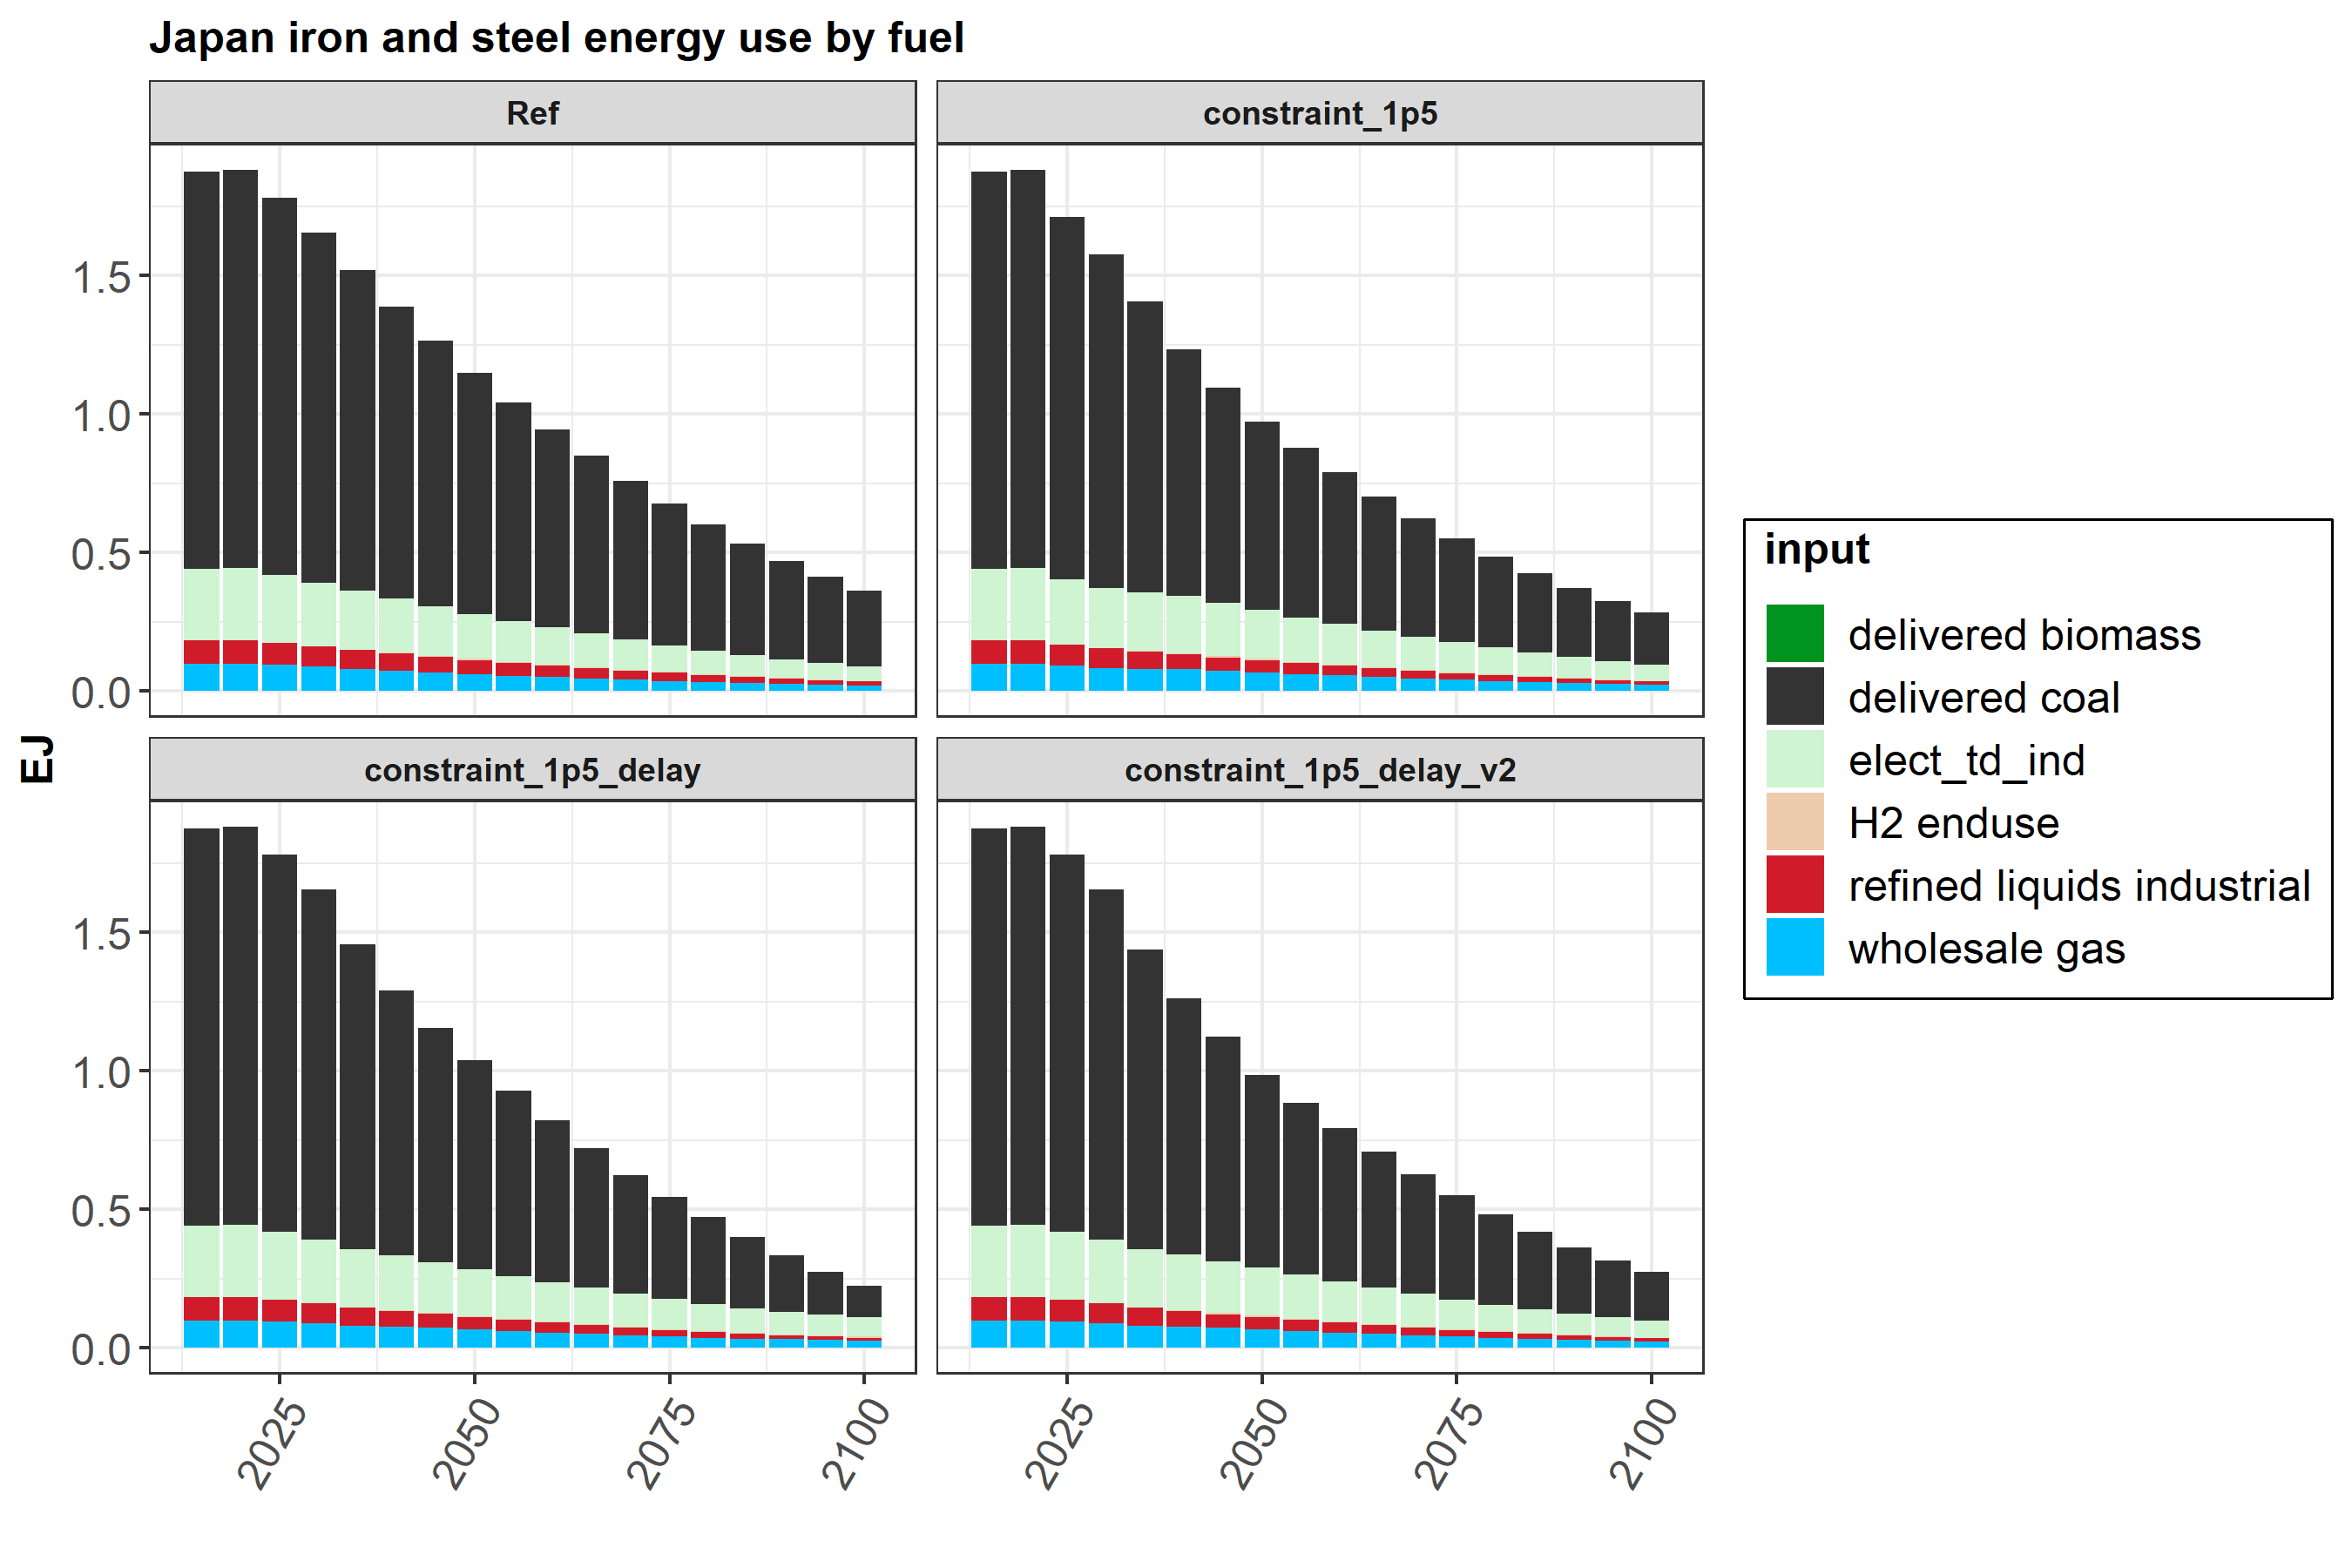 Japan iron and steel energy use by fuel
Ref
constraint_1p5
1.5
1.0
0.5
0.0
EJ
constraint_1p5_delay
constraint_1p5_delay_v2
1.5
1.0
0.5
0.0
2025
2050
2075
2100
2025
2050
2075
2100
input
delivered biomass
delivered coal
elect_td_ind
H2 enduse
refined liquids industrial
wholesale gas